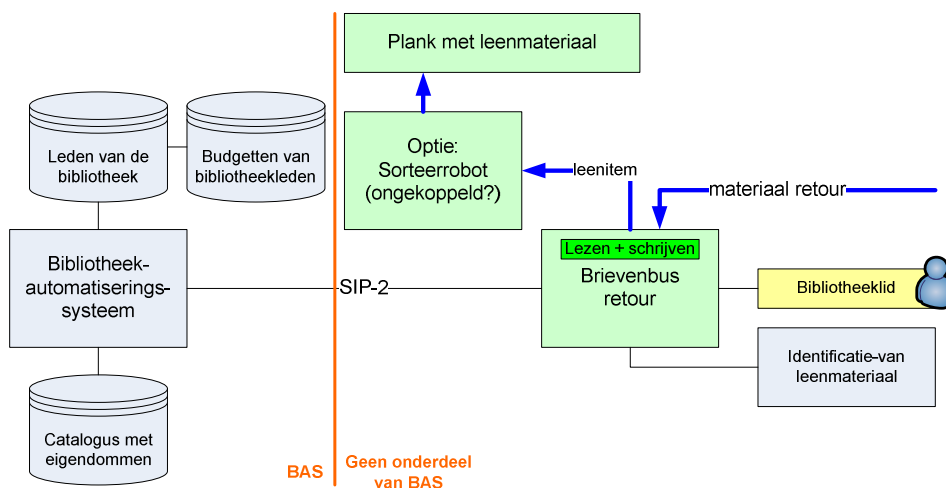 Plank met leenmateriaal
Leden van de
bibliotheek
Budgetten van
bibliotheekleden
Optie:
Sorteerrobot
(ongekoppeld?)
leenitem
materiaal retour
Bibliotheek-
automatiserings-
systeem
SIP-2
Lezen + schrijven
Brievenbus
retour
Bibliotheeklid
Identificatie-van
leenmateriaal
Catalogus met
eigendommen
BAS
Geen onderdeel
van BAS